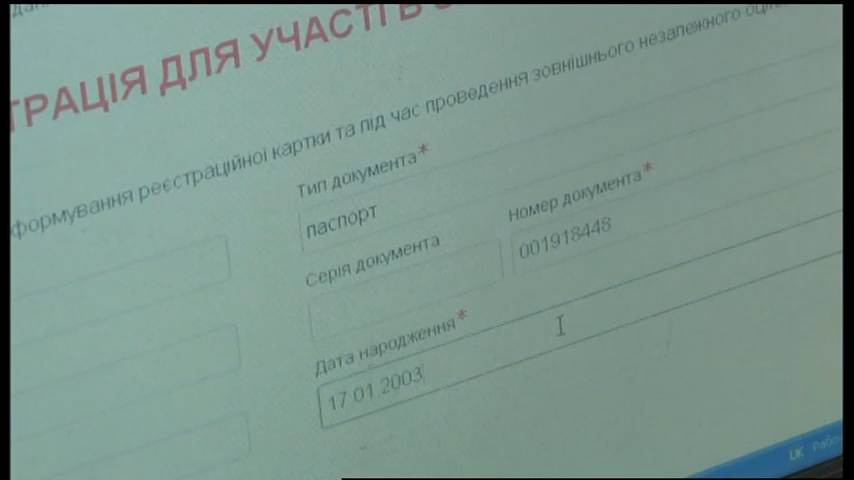 ТРАЦІЯ ДЛЯ УЧАСТІ В
формування реєстраційної картки та під час проведення зовнішнього незалежного
Тип документа*
паспорт
Серія документа
Номер документа*
001918448
Дата народження*
17 01 2003
UK